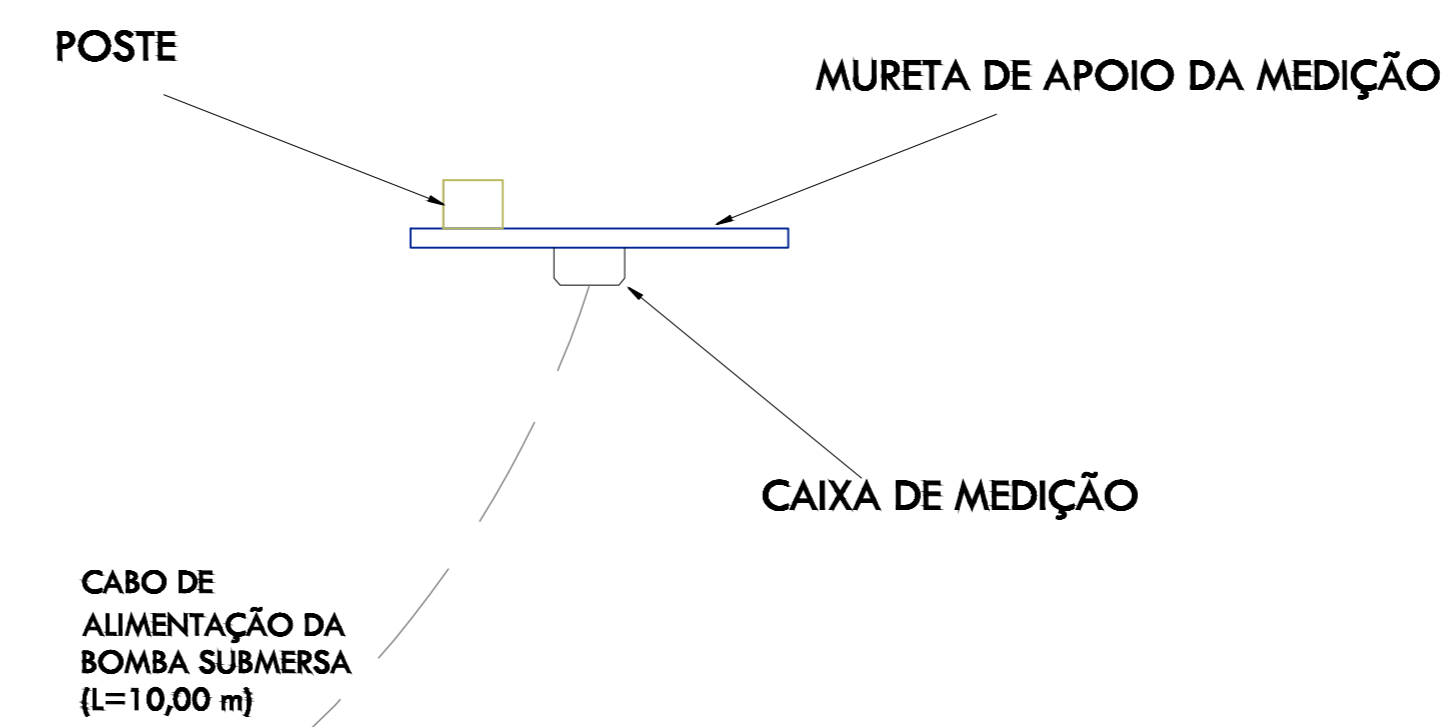 POSTE
MURETA DE APOIO DA MEDIÇÃO
CAIXA DE MEDIÇÃO
CABO DE
ALIMENTAÇÃO DA
BOMBA SUBMERSA
(L=10,00 m)